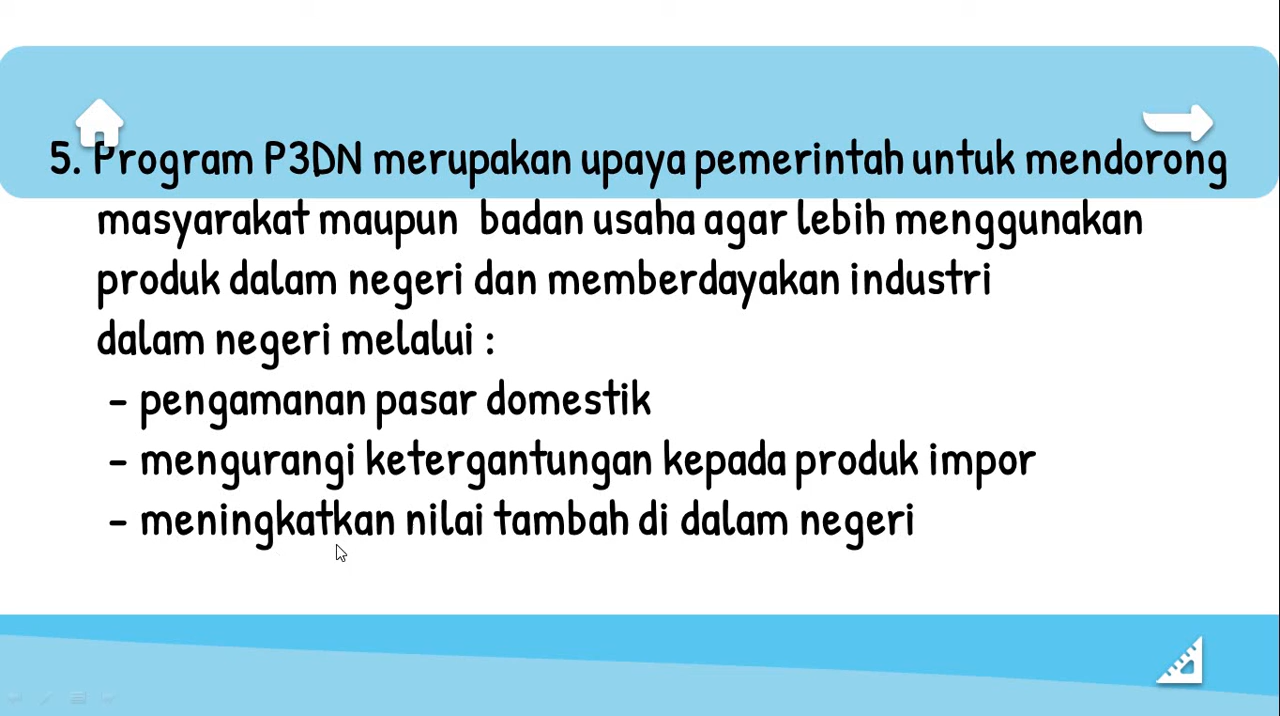 5. Program P3DN merupakan upaya pemerintah untuk mendorong
masyarakat maupun badan usaha agar lebih menggunakan
produk dalam negeri dan memberdayakan industri
dalam negeri melalui :
- pengamanan pasar domestik
- mengurangi ketergantungan kepada produk impor
- meningkatkan nilai tambah di dalam negeri